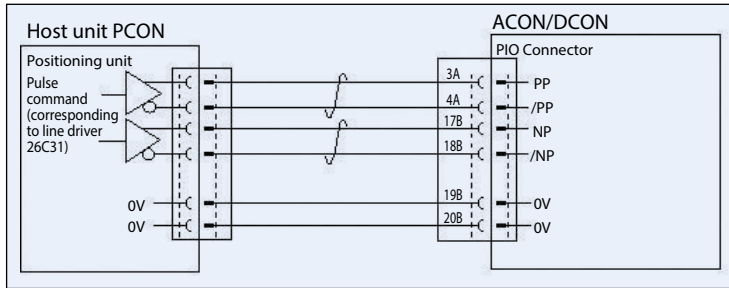 Host unit PCON
ACON/DCON
Positioning unit
PIO Connector
Pulse
command
(corresponding
to line driver
26C31)
3A
PP
4A
/PP
17B
NP
18B
/NP
0V
19B
0V
0V
20B
0V